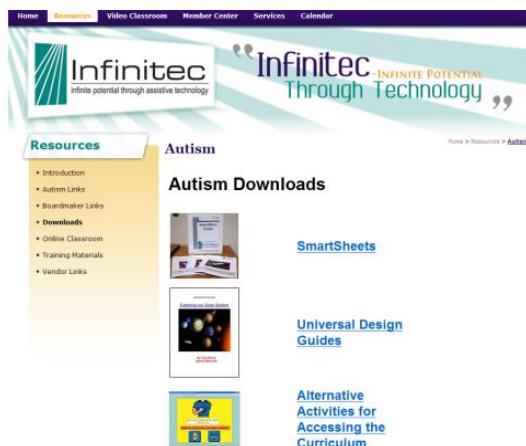 Home Resources Video Classroom Member Center Services Calendar
Infinitec
infinite potential through assistive technology
"Infinitec-Infinite Potential
Through Technology"
Resources
Home > Resources > Autism
Autism
• Introduction
• Autism Links
• Boardmaker Links
• Downloads
• Online Classroom
• Training Materials
• Vendor Links
Autism Downloads
SmartSheets
Universal Design
Guides
Alternative
Activities for
Accessing the
Curriculum